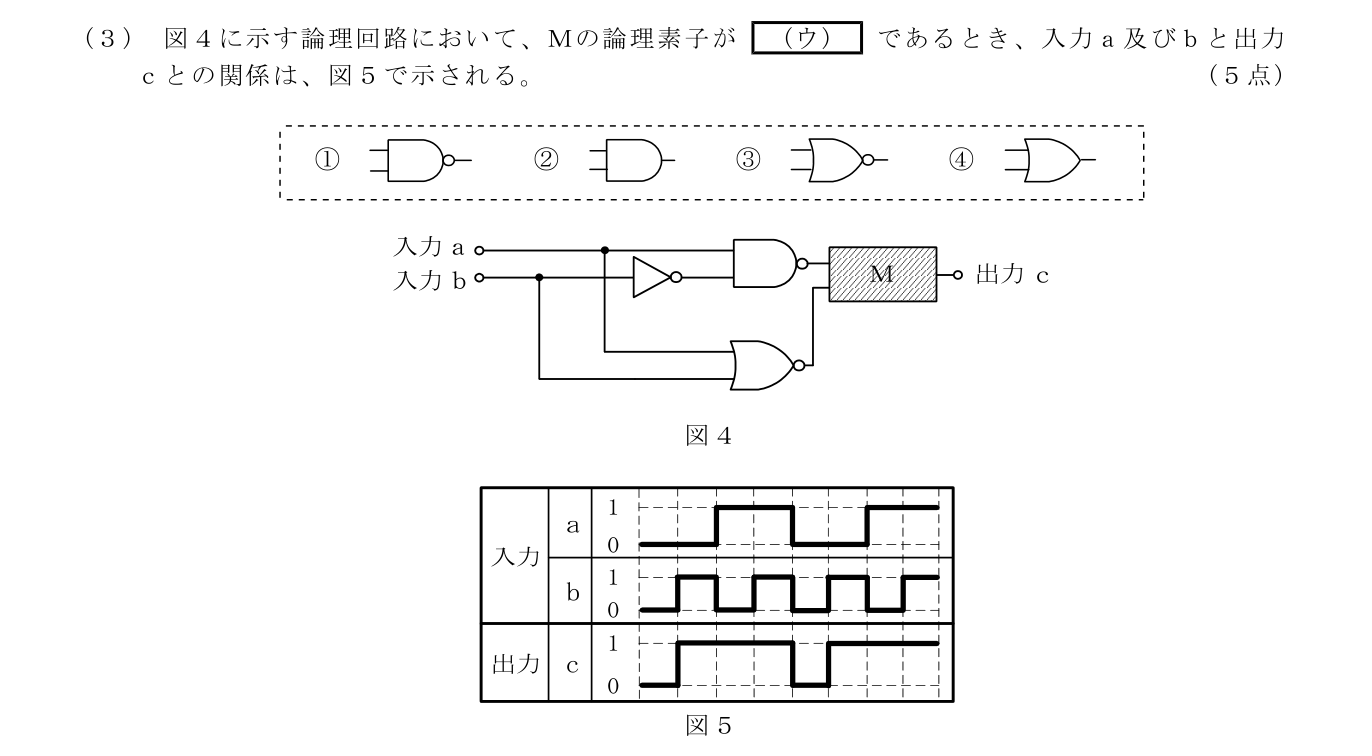 （3） 図4に示す論理回路において、Mの論理素子が （ウ） であるとき、入力a及びbと出力
cとの関係は、図5で示される。 （5点）
① ② ③ ④
入力 a
入力 b
M
出力 c
図4
入力
a
1
0
b
1
0
出力
c
1
0
図5